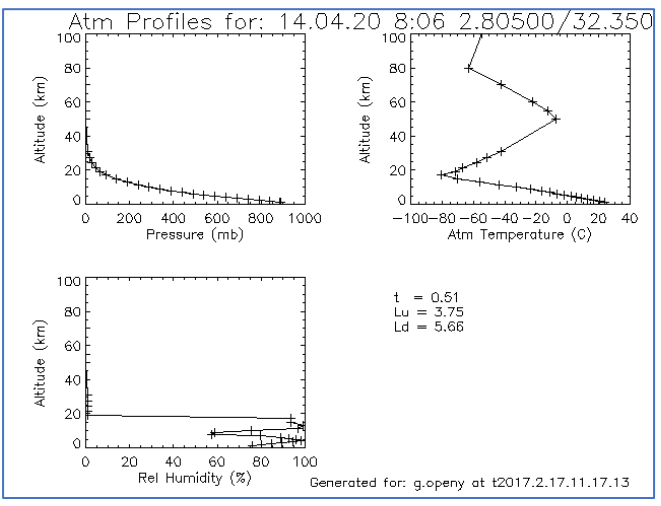 Atm Profiles for: 14.04.20 8:06 2.80500/32.350
100
80
60
40
20
0
Altitude (km)
0 200 400 600 800 1000
Pressure (mb)
100
80
60
40
20
0
Altitude (km)
-100-80 -60 -40 -20 0 20 40
Atm Temperature (C)
100
80
60
40
20
0
Altitude (km)
0 20 40 60 80 100
Rel Humidity (%)
t = 0.51
Lu = 3.75
Ld = 5.66
Generated for: g.openy at t2017.2.17.11.17.13